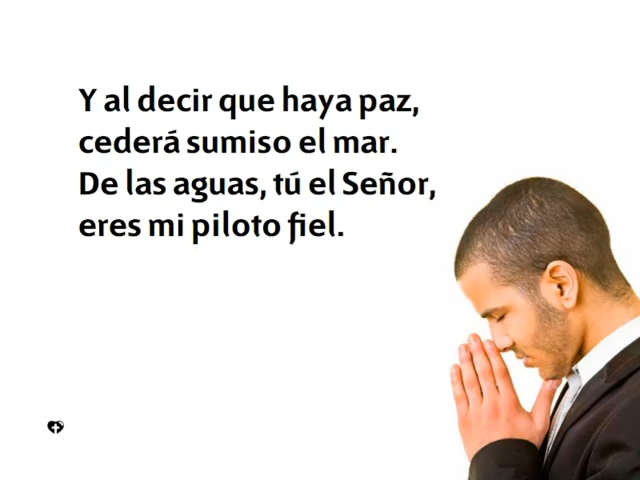 Y al decir que haya paz,
cederá sumiso el mar.
De las aguas, tú el Señor,
eres mi piloto fiel.